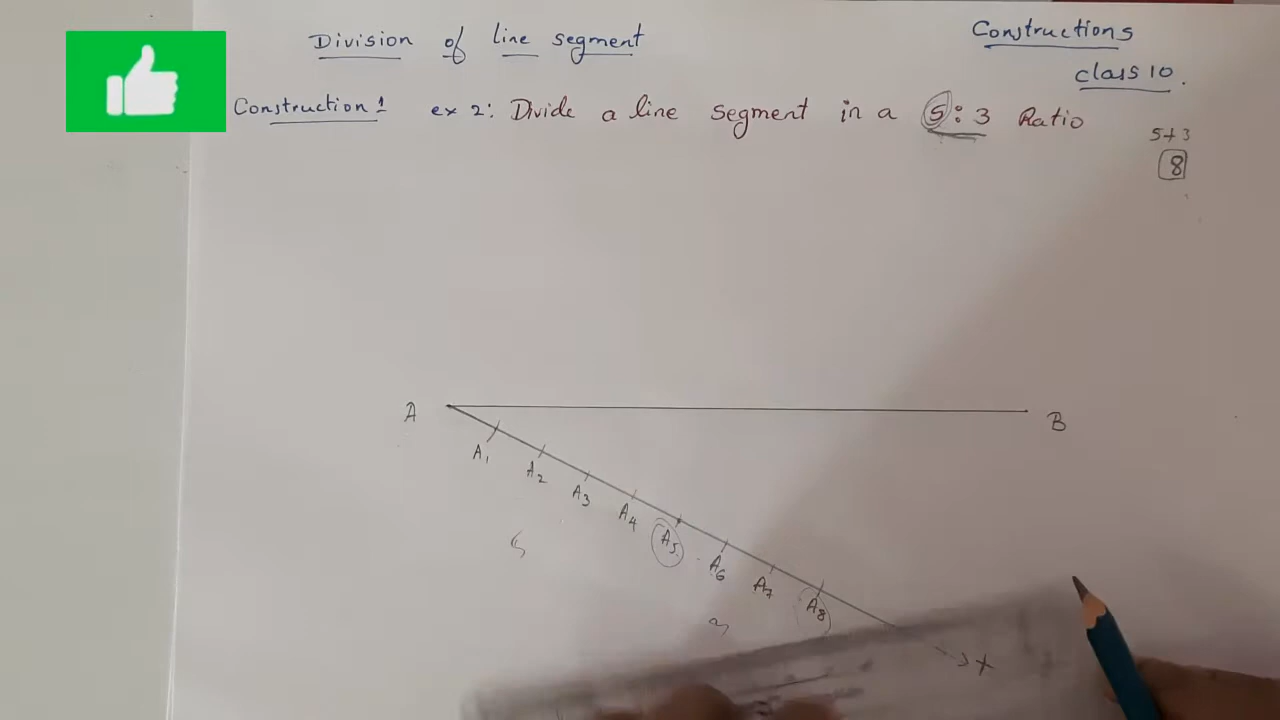 Division of line segment
Constructions
class 10.
Construction 1 ex 2: Divide a line segment in a 5:3 Ratio
5+3
8
A
B
A1
A2
A3
A4
A5
A6
A7
A8
5
3
X